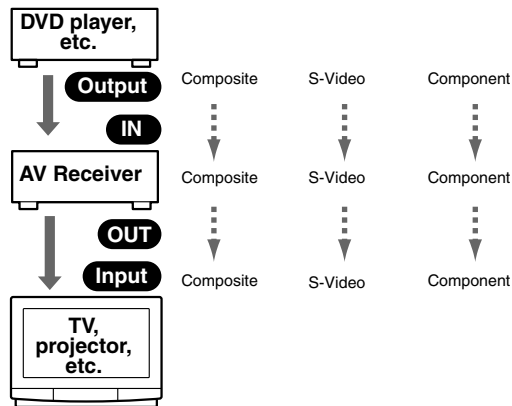 DVD player,
etc.
Output
Composite S-Video Component
IN
AV Receiver
Composite S-Video Component
OUT
Input
Composite S-Video Component
TV,
projector,
etc.